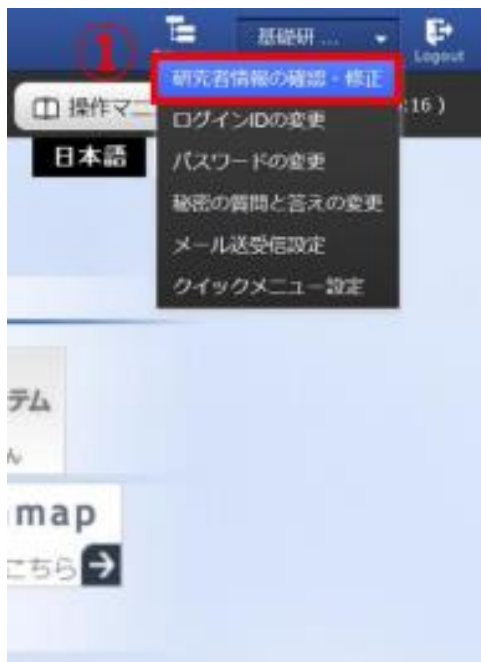 ①
基礎研 ...
Logout
研究者情報の確認・修正
操作マニ
:16 )
ログインIDの変更
日本語
パスワードの変更
秘密の質問と答えの変更
メール送受信設定
クイックメニュー設定
テム
ん
map
こちら